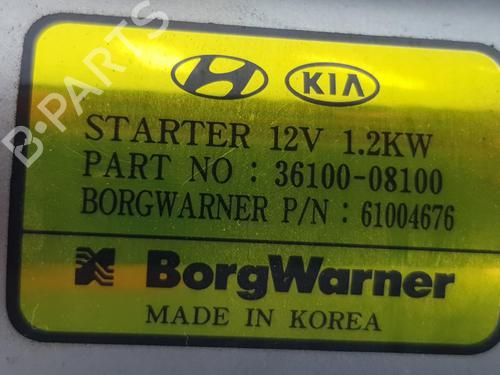 KIA
STARTER 12V 1.2KW
PART NO : 36100-08100
BORGWARNER P/N : 61004676
BorgWarner
MADE IN KOREA
B-PARTS